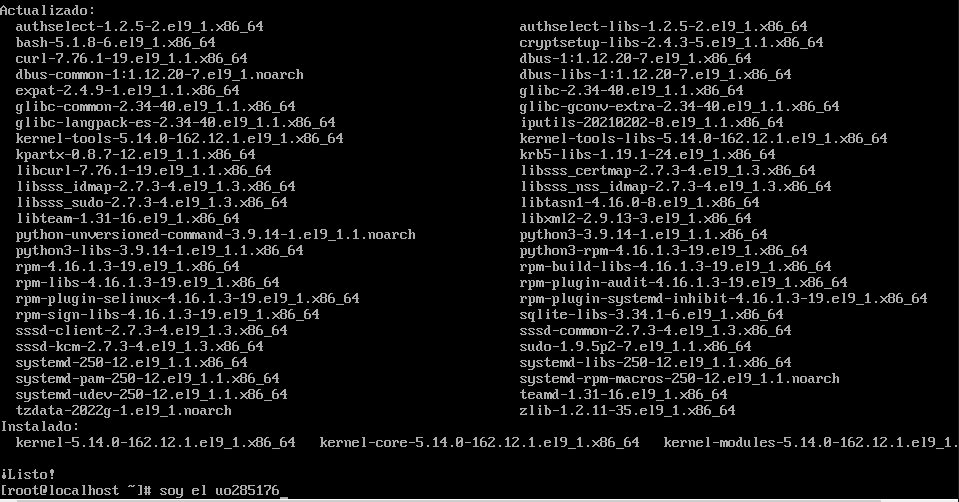 Actualizado:
authselect-1.2.5-2.el9_1.x86_64 authselect-libs-1.2.5-2.el9_1.x86_64
bash-5.1.8-6.el9_1.x86_64 cryptsetup-libs-2.4.3-5.el9_1.1.x86_64
curl-7.76.1-19.el9_1.1.x86_64 dbus-1:1.12.20-7.el9_1.x86_64
dbus-common-1:1.12.20-7.el9_1.noarch dbus-libs-1:1.12.20-7.el9_1.x86_64
expat-2.4.9-1.el9_1.1.x86_64 glibc-2.34-40.el9_1.1.x86_64
glibc-common-2.34-40.el9_1.1.x86_64 glibc-gconv-extra-2.34-40.el9_1.1.x86_64
glibc-langpack-es-2.34-40.el9_1.1.x86_64 iputils-20210202-8.el9_1.1.x86_64
kernel-tools-5.14.0-162.12.1.el9_1.x86_64 kernel-tools-libs-5.14.0-162.12.1.el9_1.x86_64
kpartx-0.8.7-12.el9_1.1.x86_64 krb5-libs-1.19.1-24.el9_1.x86_64
libcurl-7.76.1-19.el9_1.1.x86_64 libsss_certmap-2.7.3-4.el9_1.3.x86_64
libsss_idmap-2.7.3-4.el9_1.3.x86_64 libsss_nss_idmap-2.7.3-4.el9_1.3.x86_64
libsss_sudo-2.7.3-4.el9_1.3.x86_64 libtasn1-4.16.0-8.el9_1.x86_64
libteam-1.31-16.el9_1.x86_64 libxml2-2.9.13-3.el9_1.x86_64
python-unversioned-command-3.9.14-1.el9_1.1.noarch python3-3.9.14-1.el9_1.1.x86_64
python3-libs-3.9.14-1.el9_1.1.x86_64 python3-rpm-4.16.1.3-19.el9_1.x86_64
rpm-4.16.1.3-19.el9_1.x86_64 rpm-build-libs-4.16.1.3-19.el9_1.x86_64
rpm-libs-4.16.1.3-19.el9_1.x86_64 rpm-plugin-audit-4.16.1.3-19.el9_1.x86_64
rpm-plugin-selinux-4.16.1.3-19.el9_1.x86_64 rpm-plugin-systemd-inhibit-4.16.1.3-19.el9_1.x86_64
rpm-sign-libs-4.16.1.3-19.el9_1.x86_64 sqlite-libs-3.34.1-6.el9_1.x86_64
sssd-client-2.7.3-4.el9_1.3.x86_64 sssd-common-2.7.3-4.el9_1.3.x86_64
sssd-kcm-2.7.3-4.el9_1.3.x86_64 sudo-1.9.5p2-7.el9_1.1.x86_64
systemd-250-12.el9_1.1.x86_64 systemd-libs-250-12.el9_1.1.x86_64
systemd-pam-250-12.el9_1.1.x86_64 systemd-rpm-macros-250-12.el9_1.1.noarch
systemd-udev-250-12.el9_1.1.x86_64 teamd-1.31-16.el9_1.x86_64
tzdata-2022g-1.el9_1.noarch zlib-1.2.11-35.el9_1.x86_64
Instalado:
kernel-5.14.0-162.12.1.el9_1.x86_64 kernel-core-5.14.0-162.12.1.el9_1.x86_64 kernel-modules-5.14.0-162.12.1.el9_1.
¡Listo!
[root@localhost ~]# soy el uo285176_